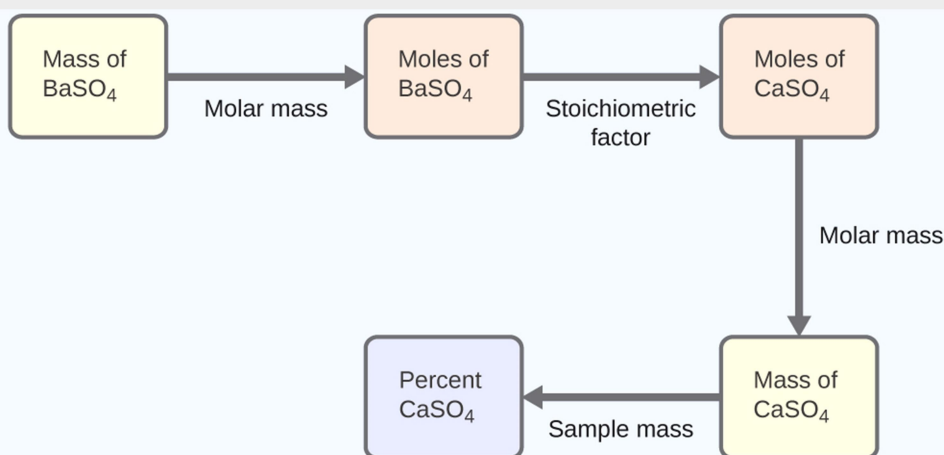 Mass of
BaSO₄
Molar mass
Moles of
BaSO₄
Stoichiometric
factor
Moles of
CaSO₄
Molar mass
Mass of
CaSO₄
Sample mass
Percent
CaSO₄